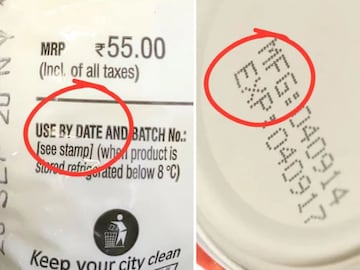 MRP ₹55.00
(Incl. of all taxes)
USE BY DATE AND BATCH No.:
[see stamp] (when product is
stored refrigerated below 8 °C)
Keep your city clean
MFG.:040914
EXP.:040917